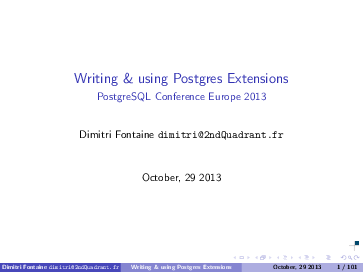 Writing & using Postgres Extensions
PostgreSQL Conference Europe 2013
Dimitri Fontaine dimitri@2ndQuadrant.fr
October, 29 2013
Dimitri Fontaine dimitri@2ndQuadrant.fr Writing & using Postgres Extensions October, 29 2013 1 / 101